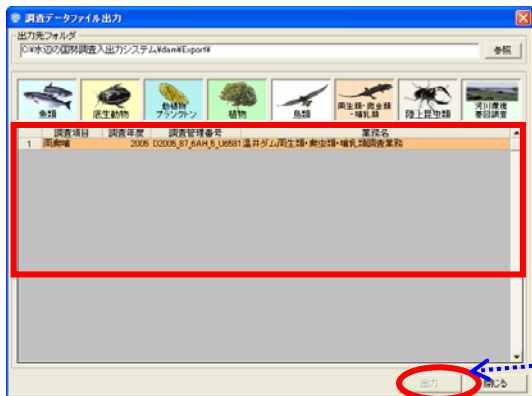 調査データファイル出力
出力先フォルダ
C:¥水辺の国勢調査入出力システム¥dam¥Export¥
参照
魚類
底生動物
動植物
プランクトン
植物
鳥類
両生類・爬虫類
・哺乳類
陸上昆虫類
河川環境
基図調査
調査項目 調査年度 調査管理番号 業務名
1 両爬哺 2005 D2005_87_6AH_5_U6581 温井ダム両生類・爬虫類・哺乳類調査業務
出力
閉じる